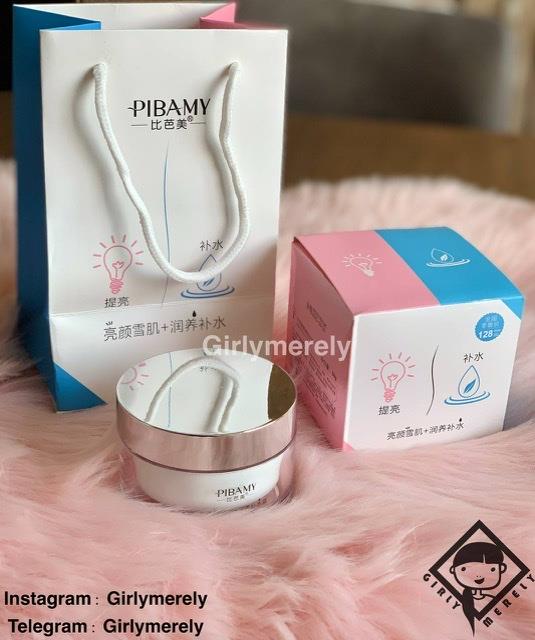 PIBAMY
比芭美®
提亮
补水
亮颜雪肌+润养补水
Girlymerely
128
提亮
补水
亮颜雪肌+润养补水
PIBAMY
比芭美
GIRLY MERELY
Instagram: Girlymerely
Telegram: Girlymerely